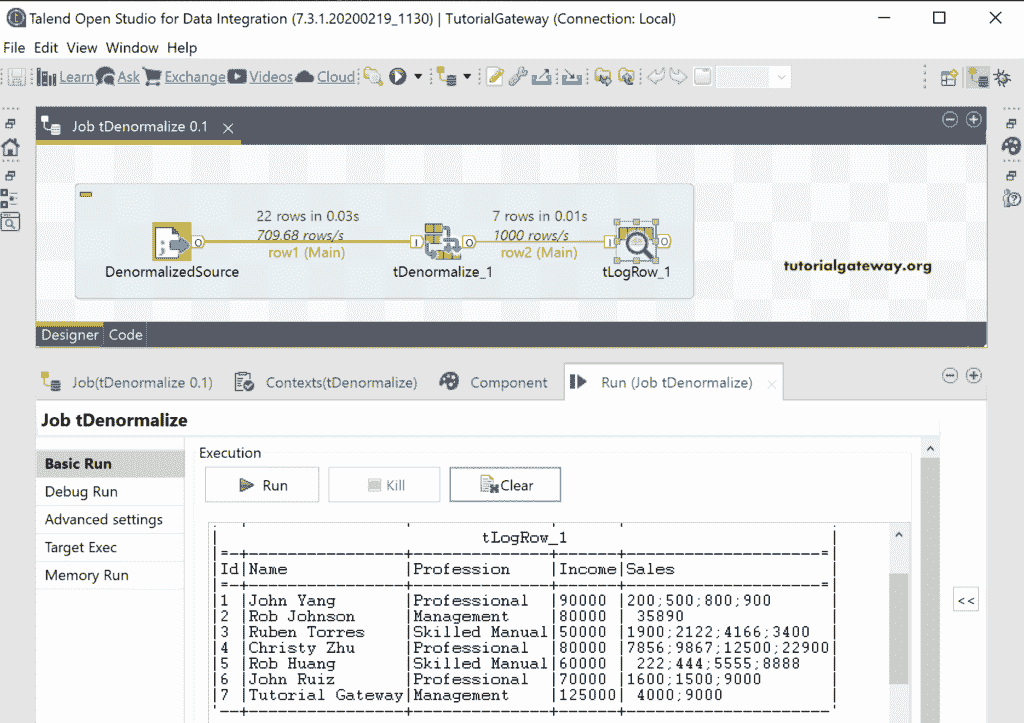 Talend Open Studio for Data Integration (7.3.1.20200219_1130) | TutorialGateway (Connection: Local)
File Edit View Window Help
Learn Ask Exchange Videos Cloud
Job tDenormalize 0.1
22 rows in 0.03s
709.68 rows/s
row1 (Main)
7 rows in 0.01s
1000 rows/s
row2 (Main)
DenormalizedSource
tDenormalize_1
tLogRow_1
tutorialgateway.org
Designer Code
Job(tDenormalize 0.1) Contexts(tDenormalize) Component Run (Job tDenormalize)
Job tDenormalize
Basic Run
Debug Run
Advanced settings
Target Exec
Memory Run
Execution
Run Kill Clear
| tLogRow_1 |
|=-+----------------+--------------+------+--------------------=|
|Id|Name |Profession |Income|Sales |
|=-+----------------+--------------+------+--------------------=|
|1 |John Yang |Professional |90000 |200;500;800;900 |
|2 |Rob Johnson |Management |80000 | 35890 |
|3 |Ruben Torres |Skilled Manual|50000 |1900;2122;4166;3400 |
|4 |Christy Zhu |Professional |80000 |7856;9867;12500;22900|
|5 |Rob Huang |Skilled Manual|60000 | 222;444;5555;8888 |
|6 |John Ruiz |Professional |70000 |1600;1500;9000 |
|7 |Tutorial Gateway|Management |125000| 4000;9000 |
<<